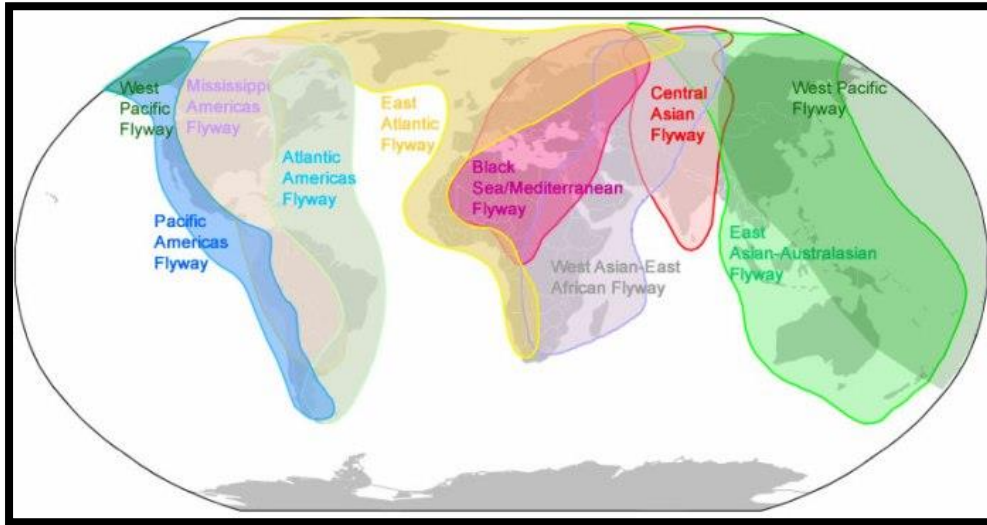 West
Pacific
Flyway
Mississippi
Americas
Flyway
Atlantic
Americas
Flyway
Pacific
Americas
Flyway
East
Atlantic
Flyway
Black
Sea/Mediterranean
Flyway
West Asian-East
African Flyway
Central
Asian
Flyway
West Pacific
Flyway
East
Asian-Australasian
Flyway